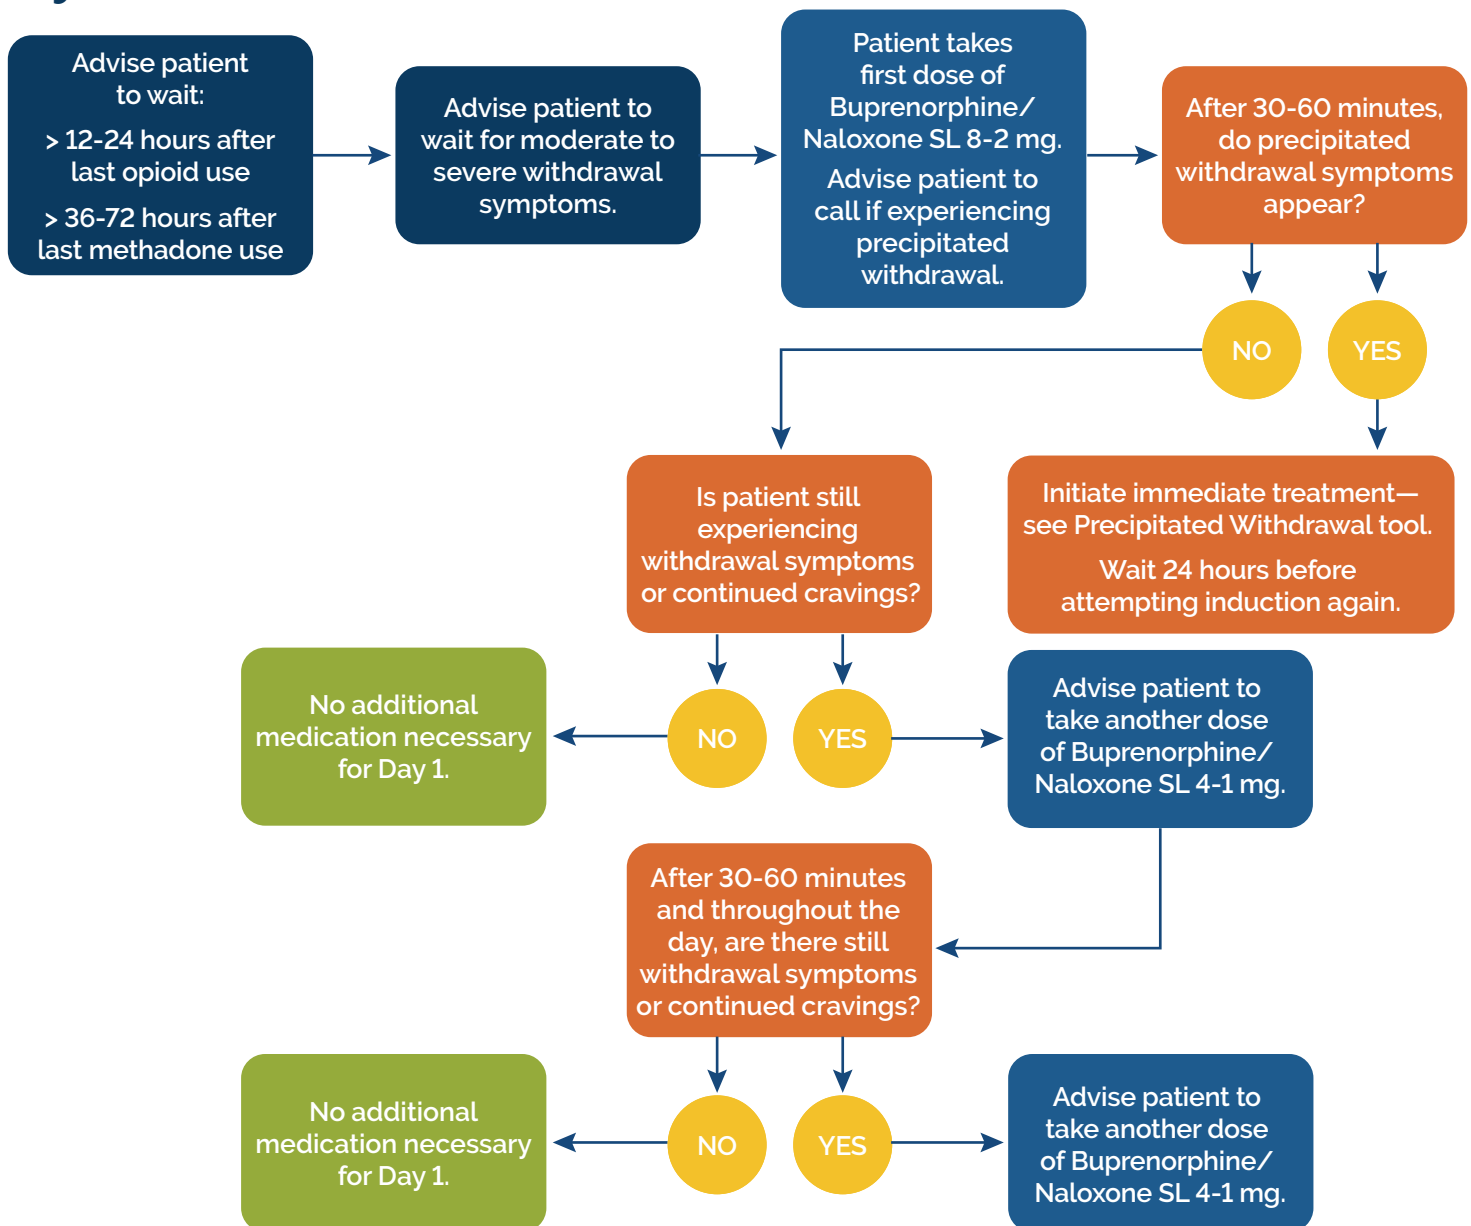 Advise patient
to wait:
> 12-24 hours after
last opioid use
> 36-72 hours after
last methadone use
Advise patient to
wait for moderate to
severe withdrawal
symptoms.
Patient takes
first dose of
Buprenorphine/
Naloxone SL 8-2 mg.
Advise patient to
call if experiencing
precipitated
withdrawal.
After 30-60 minutes,
do precipitated
withdrawal symptoms
appear?
NO
YES
Is patient still
experiencing
withdrawal symptoms
or continued cravings?
Initiate immediate treatment—
see Precipitated Withdrawal tool.
Wait 24 hours before
attempting induction again.
No additional
medication necessary
for Day 1.
NO
YES
Advise patient to
take another dose
of Buprenorphine/
Naloxone SL 4-1 mg.
After 30-60 minutes
and throughout the
day, are there still
withdrawal symptoms
or continued cravings?
No additional
medication necessary
for Day 1.
NO
YES
Advise patient to
take another dose
of Buprenorphine/
Naloxone SL 4-1 mg.